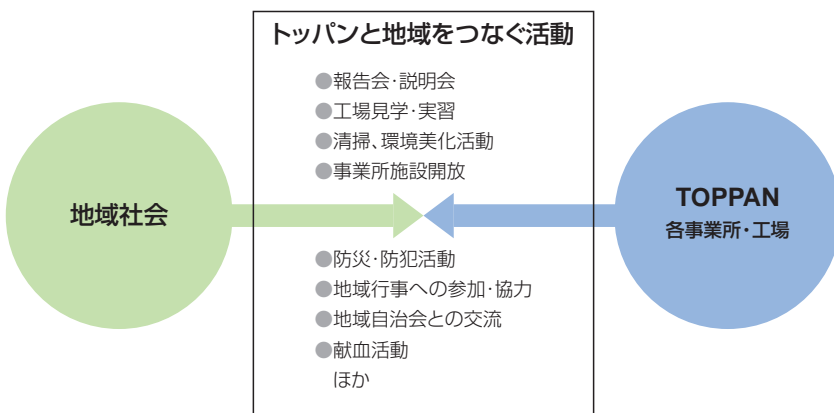 トッパンと地域をつなぐ活動
●報告会・説明会
●工場見学・実習
●清掃、環境美化活動
●事業所施設開放
地域社会
TOPPAN
各事業所・工場
●防災・防犯活動
●地域行事への参加・協力
●地域自治会との交流
●献血活動
ほか